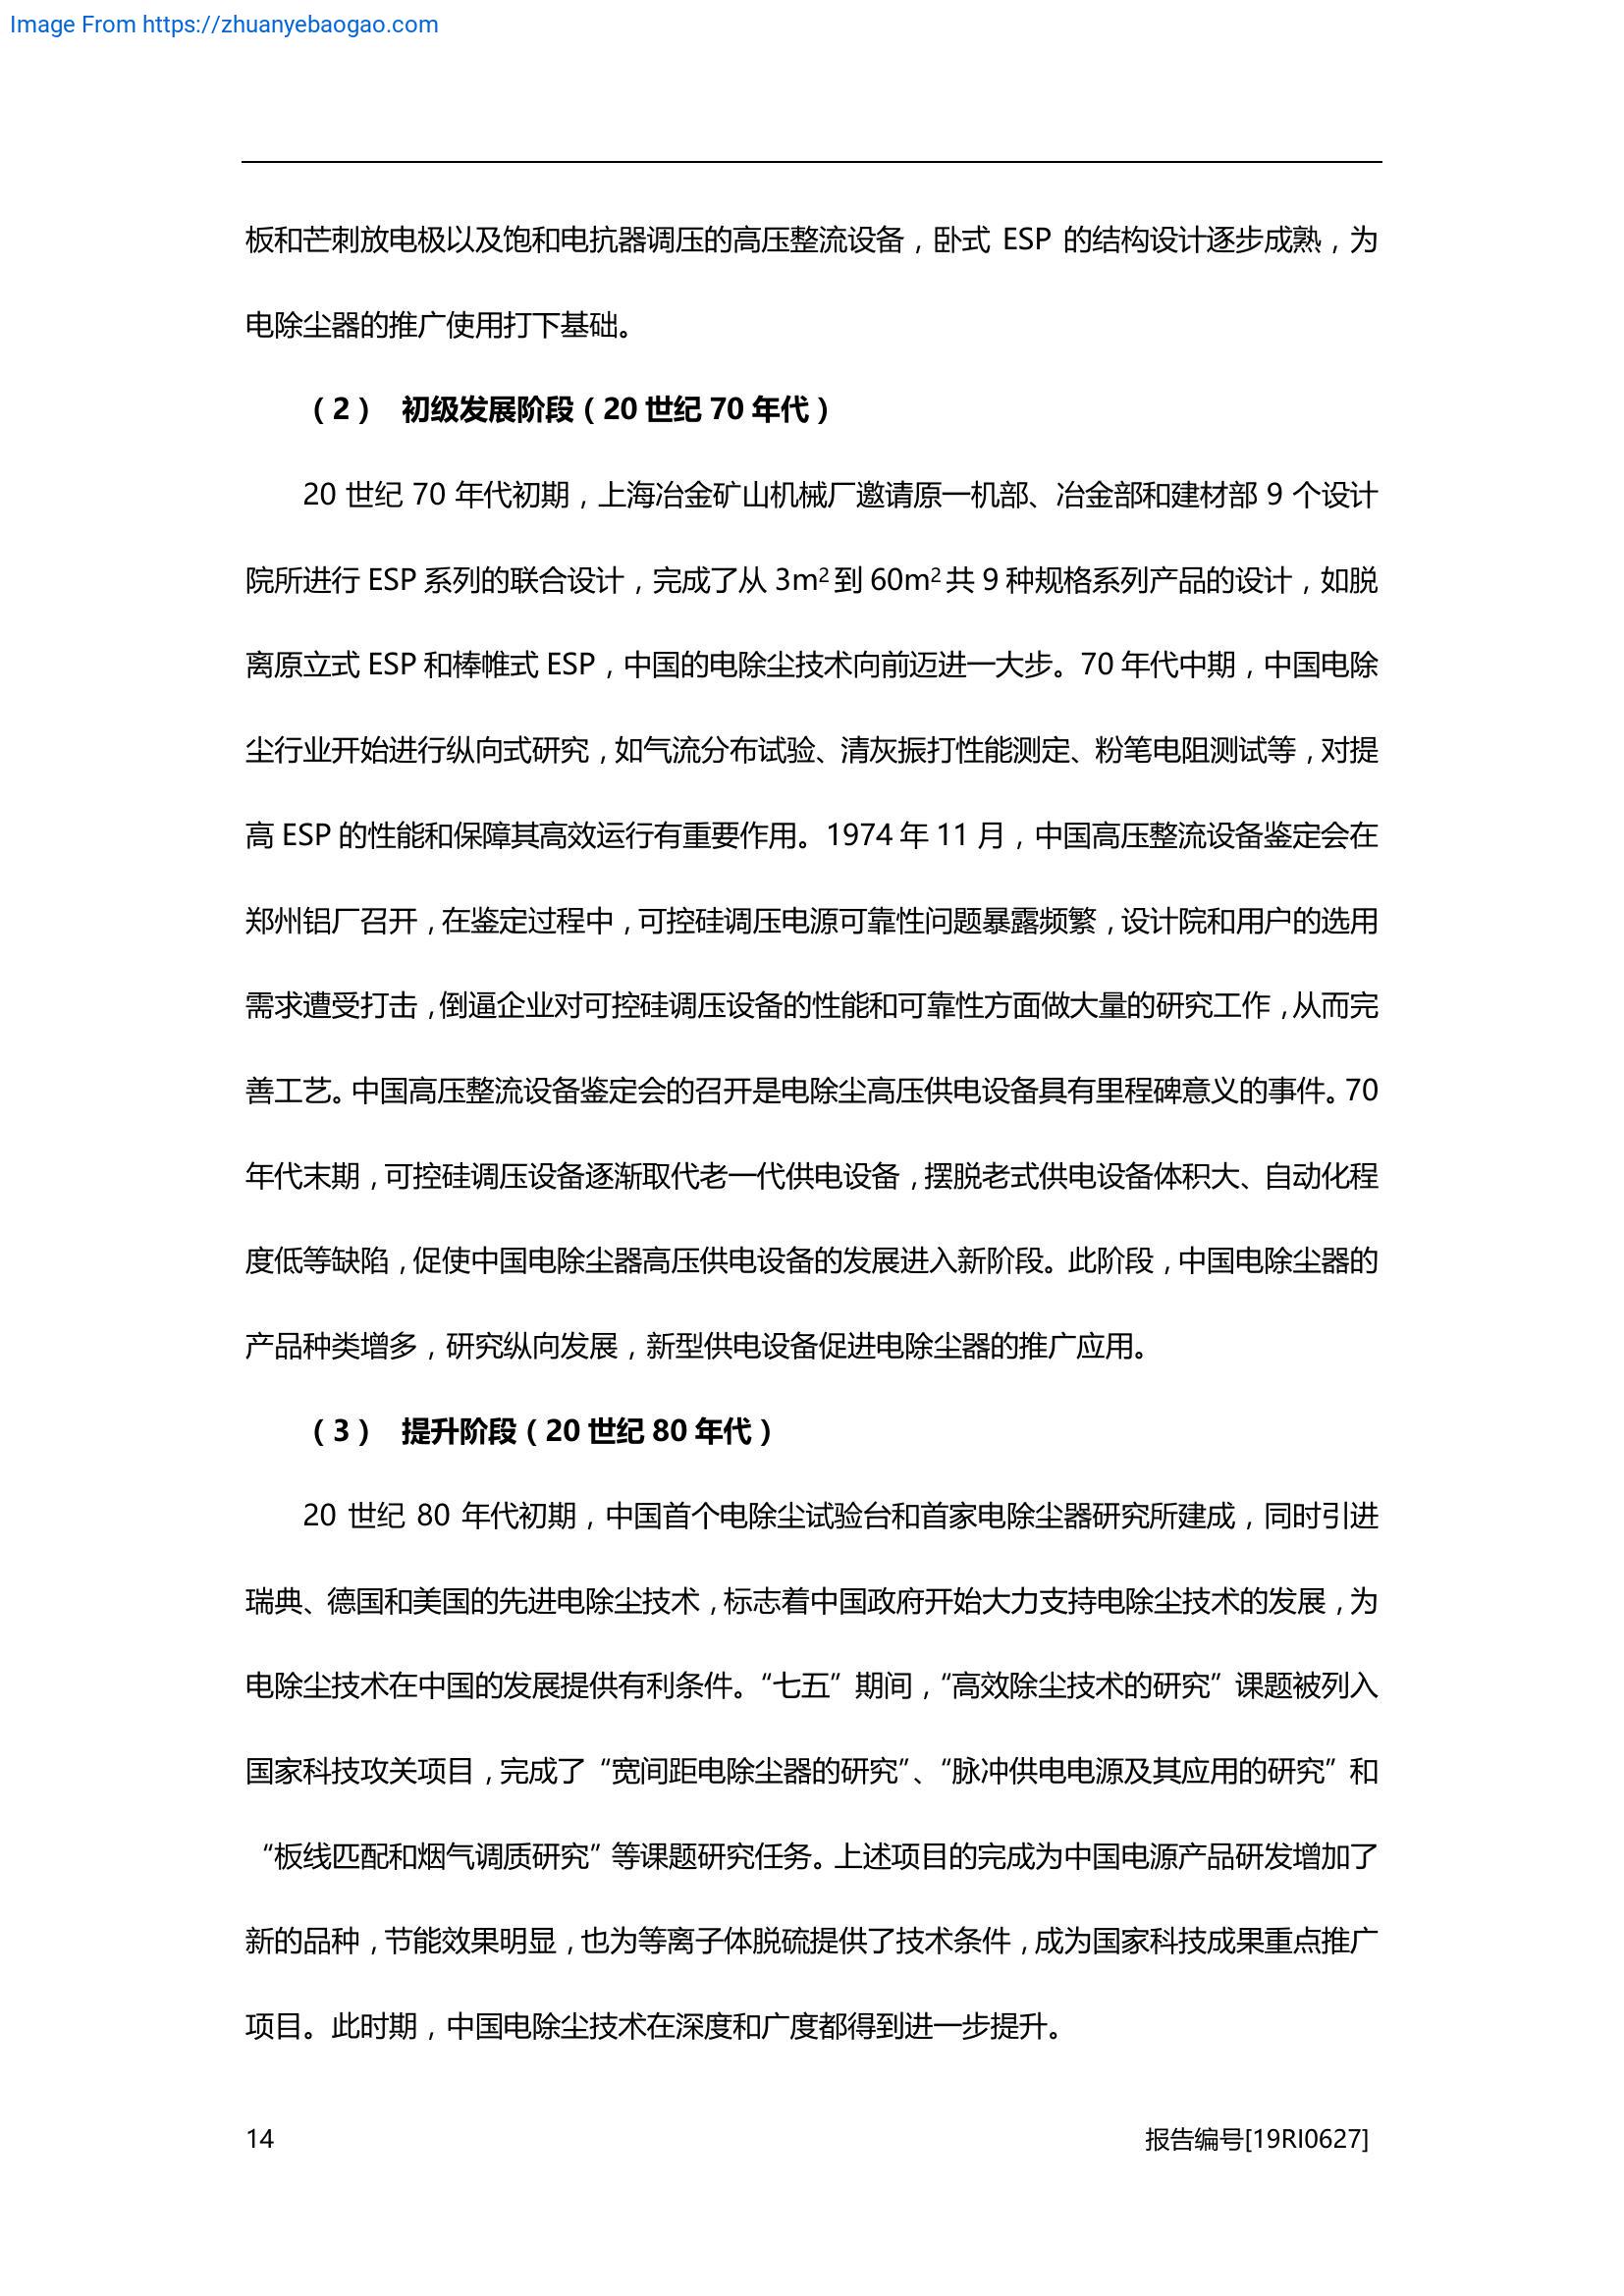 Image From https://zhuanyebaogao.com
板和芒刺放电极以及饱和电抗器调压的高压整流设备，卧式 ESP 的结构设计逐步成熟，为
电除尘器的推广使用打下基础。
（2） 初级发展阶段（20 世纪 70 年代）
20 世纪 70 年代初期，上海冶金矿山机械厂邀请原一机部、冶金部和建材部 9 个设计
院所进行 ESP 系列的联合设计，完成了从 3m²到 60m²共 9 种规格系列产品的设计，如脱
离原立式 ESP 和棒帷式 ESP，中国的电除尘技术向前迈进一大步。70 年代中期，中国电除
尘行业开始进行纵向式研究，如气流分布试验、清灰振打性能测定、粉笔电阻测试等，对提
高 ESP 的性能和保障其高效运行有重要作用。1974 年 11 月，中国高压整流设备鉴定会在
郑州铝厂召开，在鉴定过程中，可控硅调压电源可靠性问题暴露频繁，设计院和用户的选用
需求遭受打击，倒逼企业对可控硅调压设备的性能和可靠性方面做大量的研究工作，从而完
善工艺。中国高压整流设备鉴定会的召开是电除尘高压供电设备具有里程碑意义的事件。70
年代末期，可控硅调压设备逐渐取代老一代供电设备，摆脱老式供电设备体积大、自动化程
度低等缺陷，促使中国电除尘器高压供电设备的发展进入新阶段。此阶段，中国电除尘器的
产品种类增多，研究纵向发展，新型供电设备促进电除尘器的推广应用。
（3） 提升阶段（20 世纪 80 年代）
20 世纪 80 年代初期，中国首个电除尘试验台和首家电除尘器研究所建成，同时引进
瑞典、德国和美国的先进电除尘技术，标志着中国政府开始大力支持电除尘技术的发展，为
电除尘技术在中国的发展提供有利条件。“七五”期间，“高效除尘技术的研究”课题被列入
国家科技攻关项目，完成了“宽间距电除尘器的研究”、“脉冲供电电源及其应用的研究”和
“板线匹配和烟气调质研究”等课题研究任务。上述项目的完成为中国电源产品研发增加了
新的品种，节能效果明显，也为等离子体脱硫提供了技术条件，成为国家科技成果重点推广
项目。此时期，中国电除尘技术在深度和广度都得到进一步提升。
14 报告编号[19RI0627]